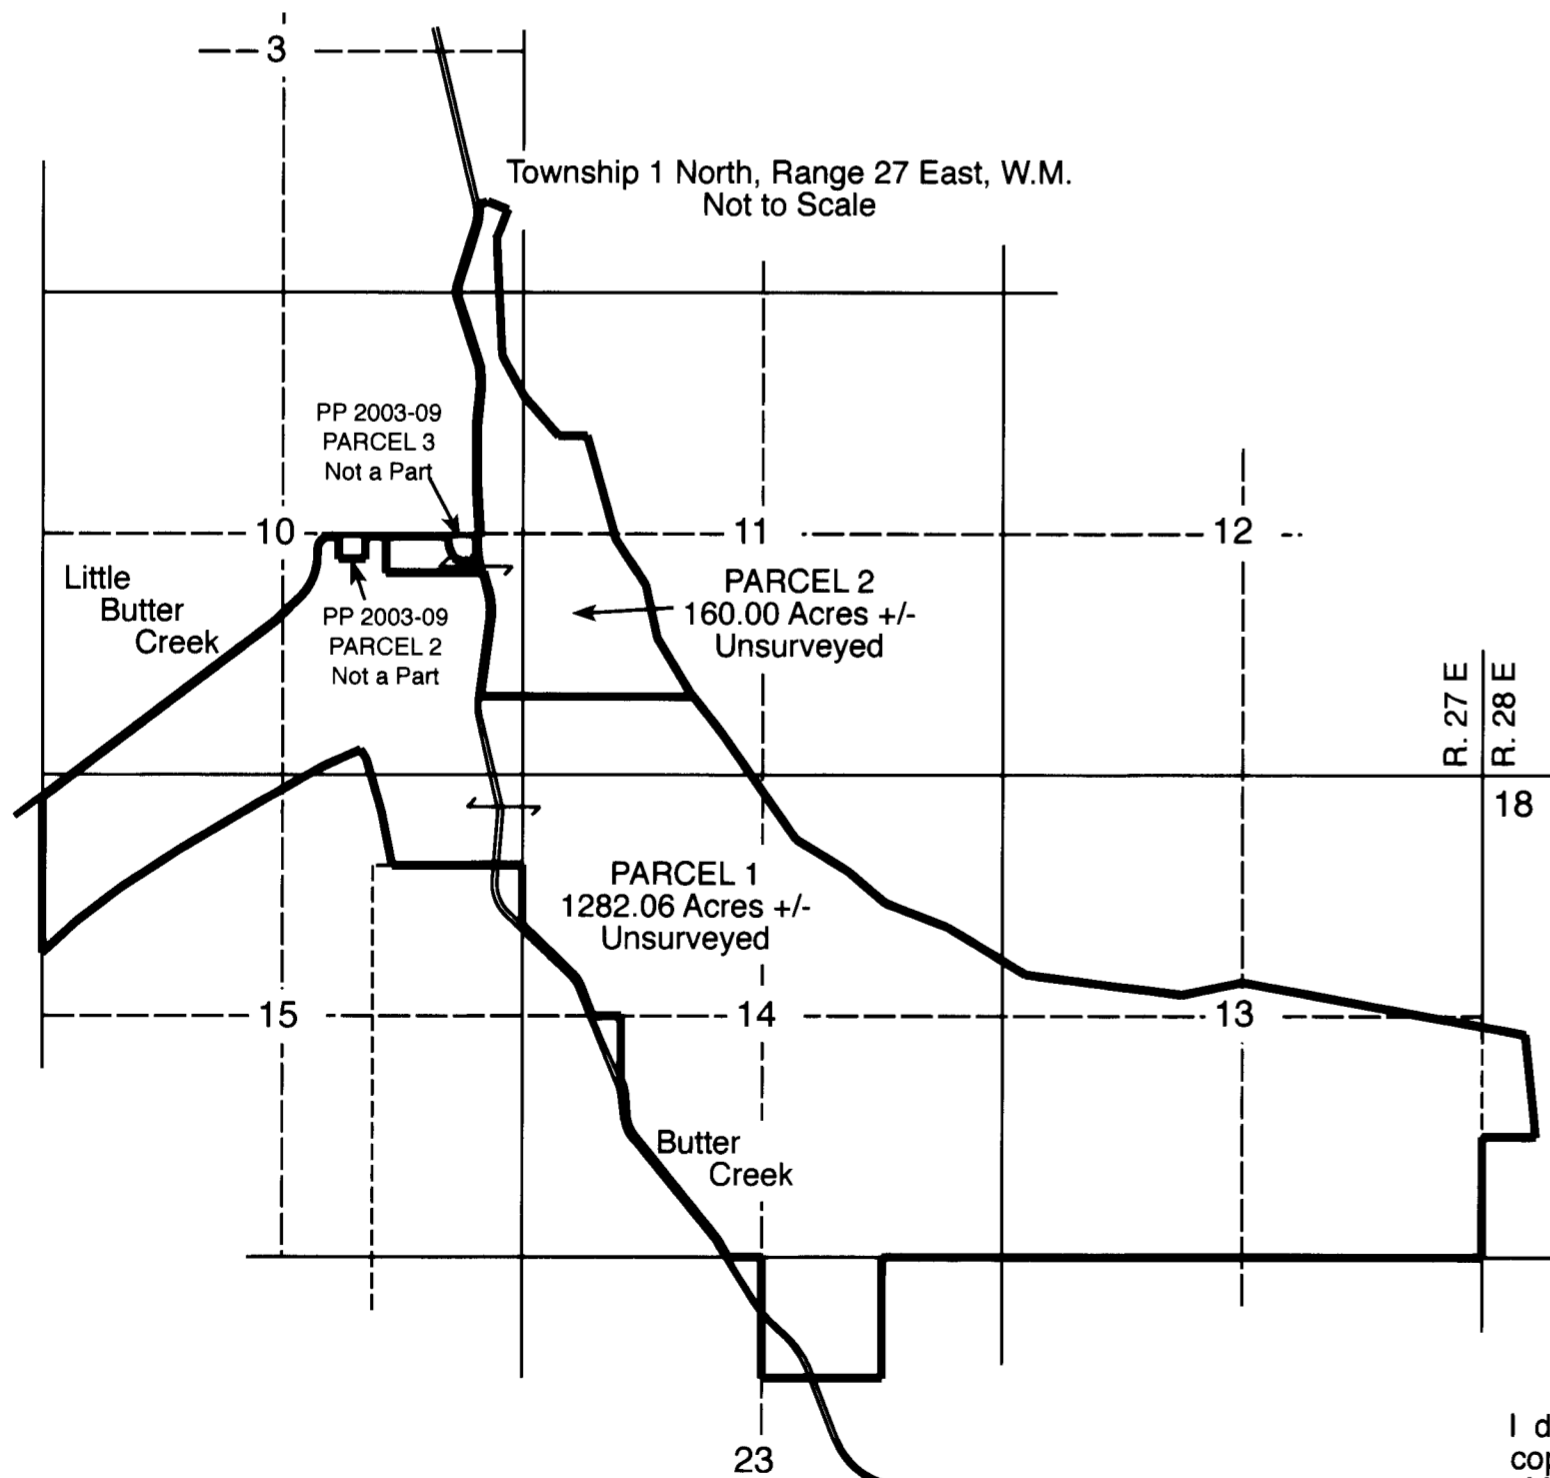 3
Township 1 North, Range 27 East, W.M.
Not to Scale
PP 2003-09
PARCEL 3
Not a Part
10
11
12
Little
Butter
Creek
PP 2003-09
PARCEL 2
Not a Part
PARCEL 2
160.00 Acres +/-
Unsurveyed
R. 27 E
R. 28 E
18
PARCEL 1
1282.06 Acres +/-
Unsurveyed
15
14
13
Butter
Creek
23
I d
cop